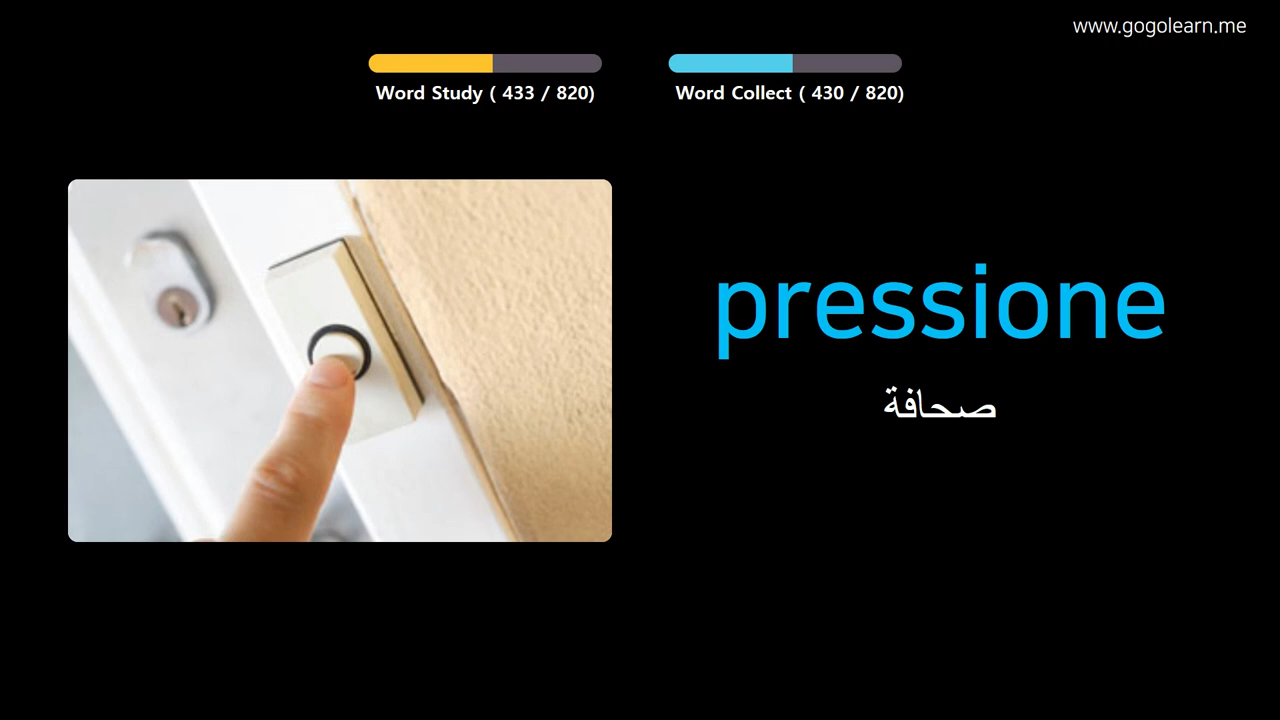 www.gogolearn.me
Word Study ( 433 / 820)
Word Collect ( 430 / 820)
pressione
صحافة